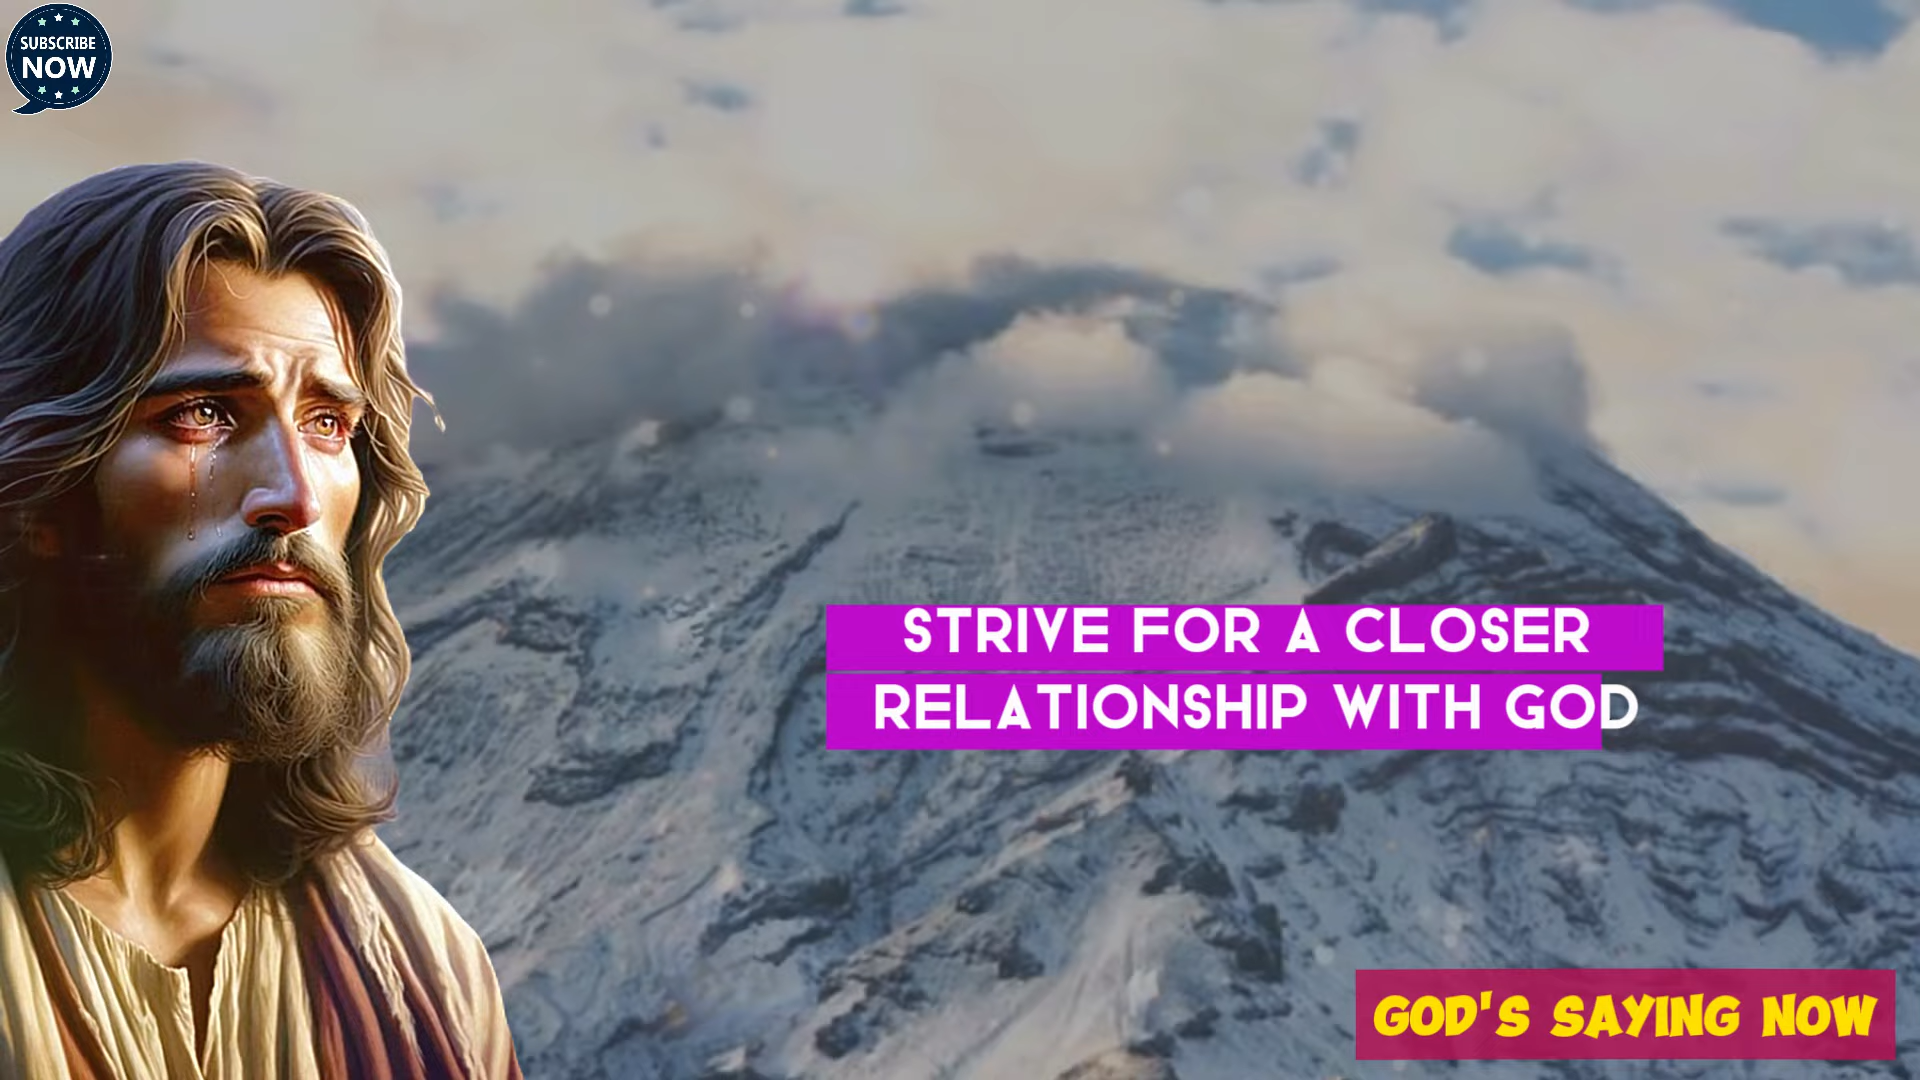 SUBSCRIBE
NOW
STRIVE FOR A CLOSER
RELATIONSHIP WITH GOD
GOD'S SAYING NOW